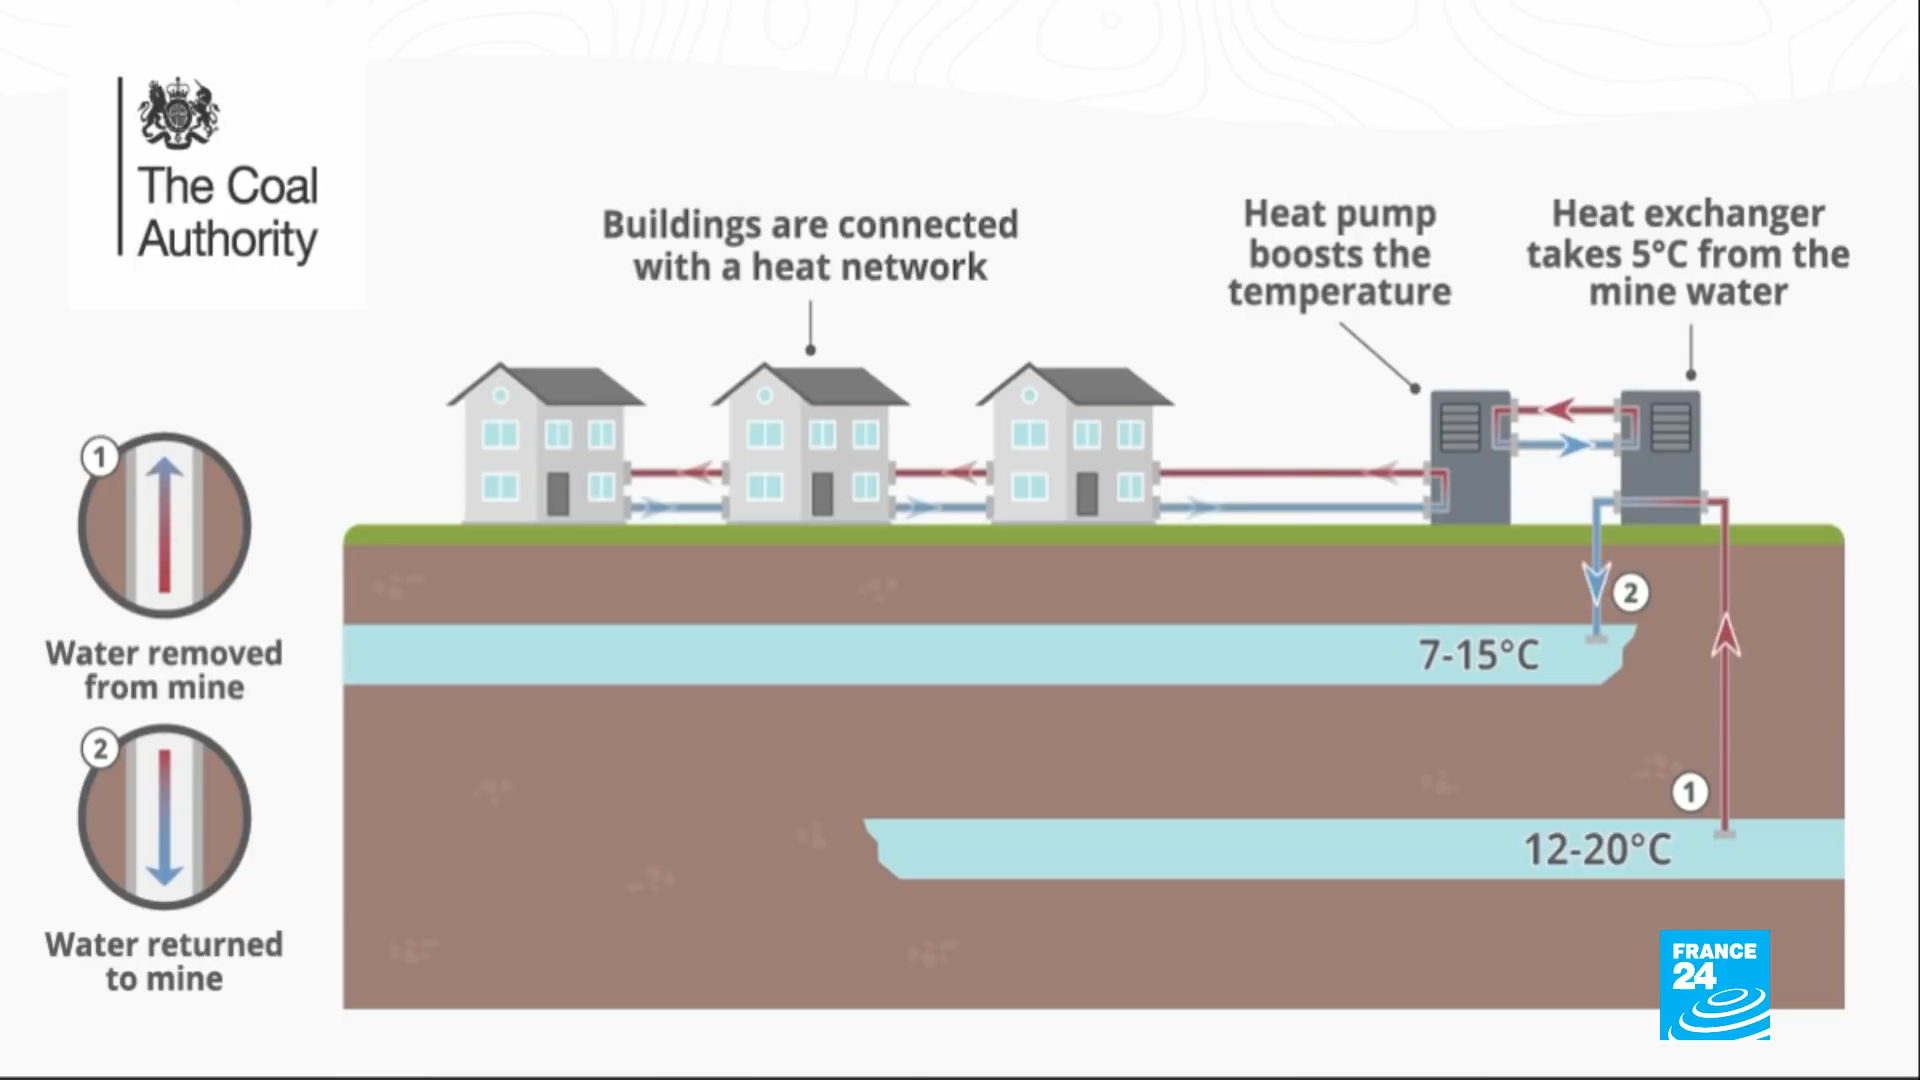 The Coal
Authority
Buildings are connected
with a heat network
Heat pump
boosts the
temperature
Heat exchanger
takes 5°C from the
mine water
1
Water removed
from mine
2
Water returned
to mine
2
7-15°C
1
12-20°C
FRANCE
24